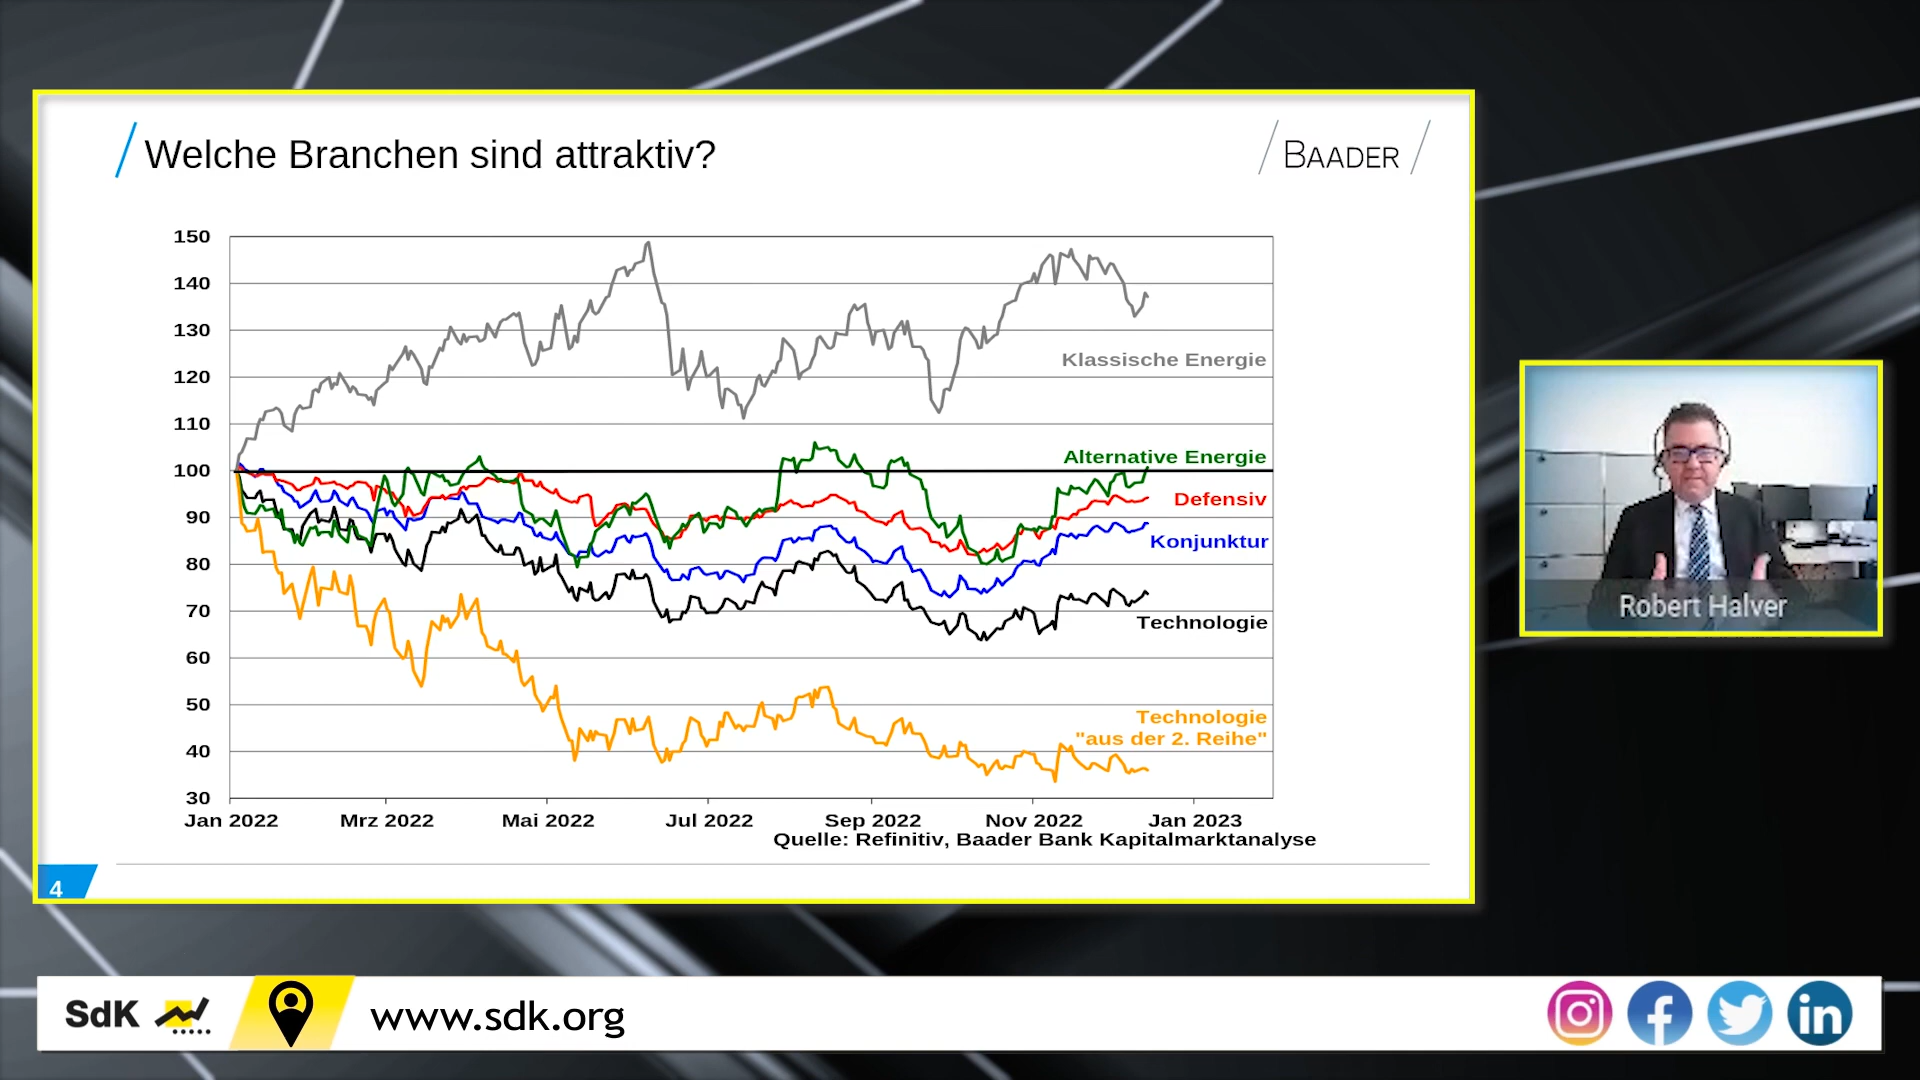 Welche Branchen sind attraktiv?
BAADER
150
140
130
120
110
100
90
80
70
60
50
40
30
Klassische Energie
Alternative Energie
Defensiv
Konjunktur
Technologie
Technologie
"aus der 2. Reihe"
Jan 2022 Mrz 2022 Mai 2022 Jul 2022 Sep 2022 Nov 2022 Jan 2023
Quelle: Refinitiv, Baader Bank Kapitalmarktanalyse
4
Robert Halver
SdK
www.sdk.org
f
in